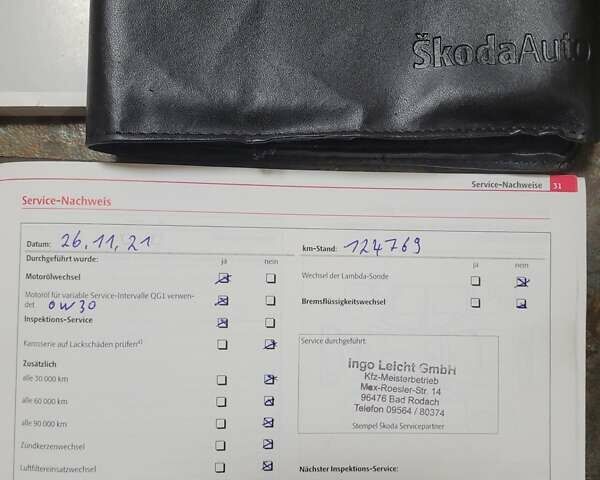 ŠkodaAuto
Service-Nachweise 31
Service-Nachweis
Datum: 26.11.21
km-Stand: 124769
Durchgeführt wurde: ja nein
ja nein
Motorölwechsel
Wechsel der Lambda-Sonde
Motoröl für variable Service-Intervalle QG1 verwen-
det 0W30
Bremsflüssigkeitswechsel
Inspektions-Service
Karosserie auf Lackschäden prüfen
Service durchgeführt:
Ingo Leicht GmbH
Kfz-Meisterbetrieb
Max-Roesler-Str. 14
96476 Bad Rodach
Telefon 09564 / 80374
Stempel Škoda Servicepartner
Zusätzlich
alle 30 000 km
alle 60 000 km
alle 90 000 km
Zündkerzenwechsel
Luftfiltereinsatzwechsel
Nächster Inspektions-Service: